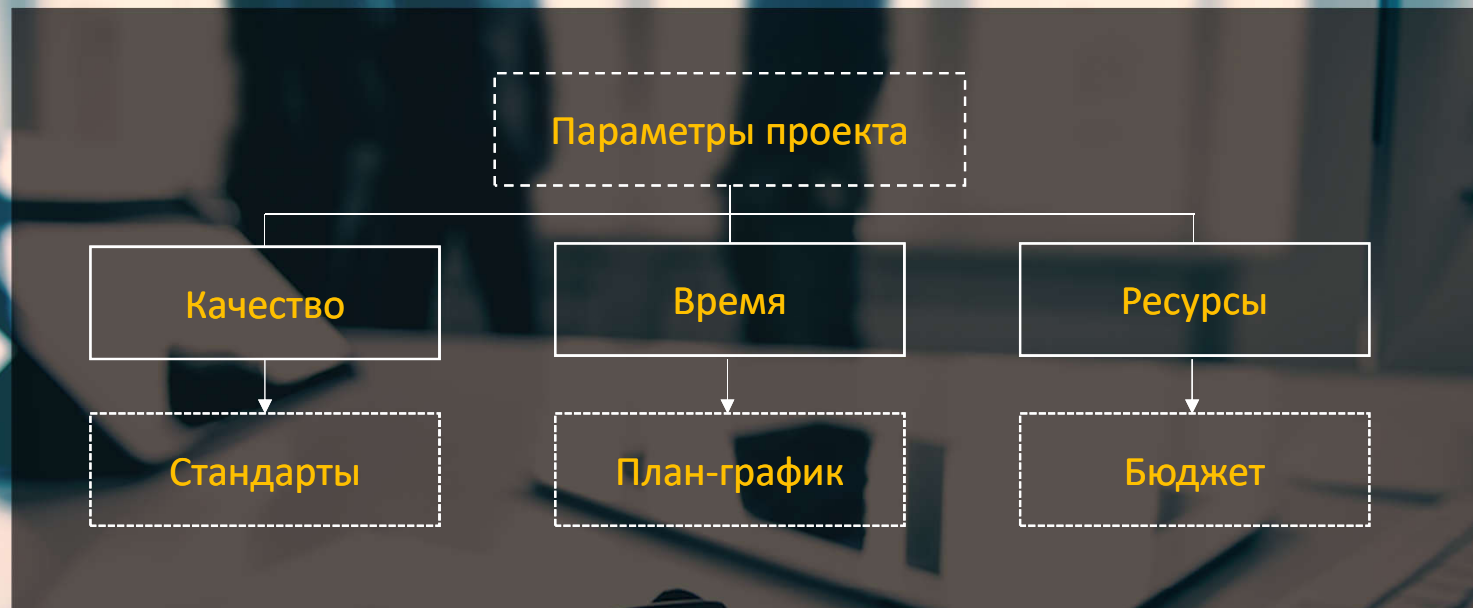 Параметры проекта
Качество
Время
Ресурсы
Стандарты
План-график
Бюджет